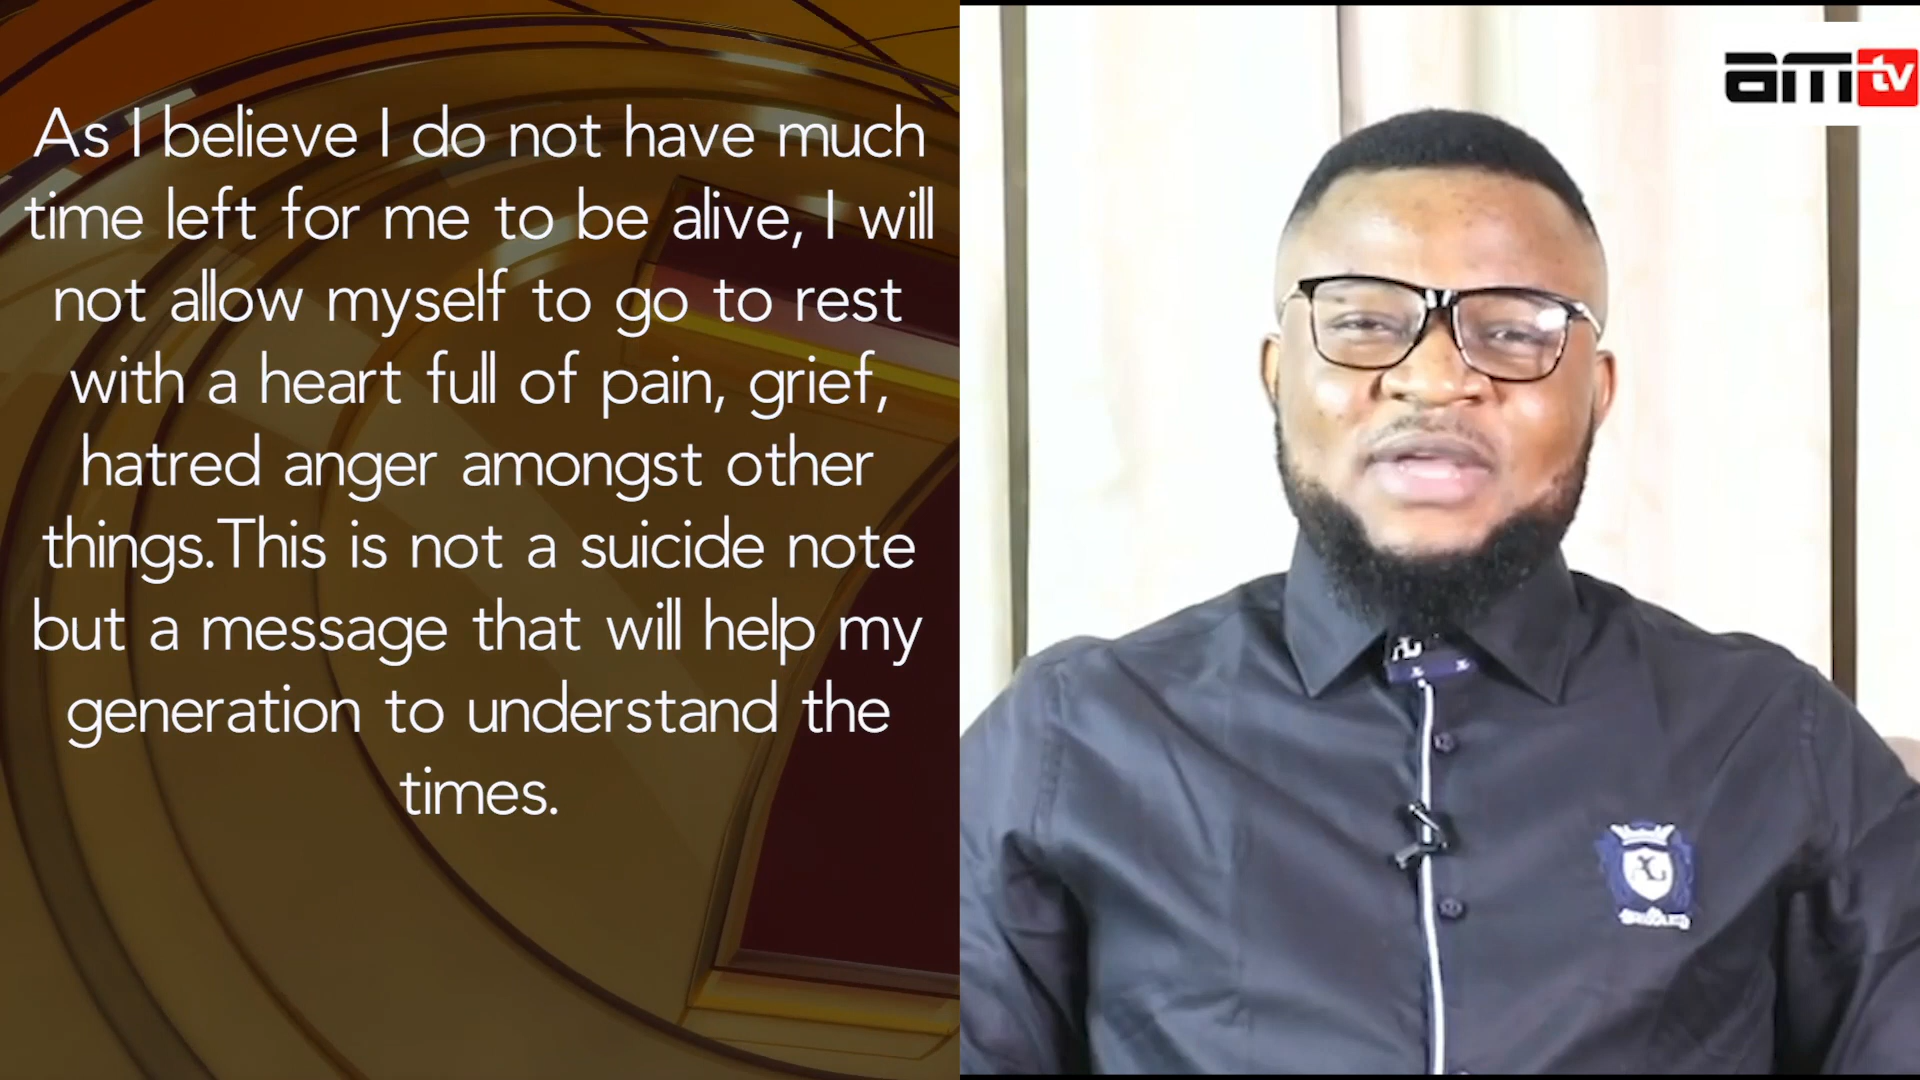 As I believe I do not have much
time left for me to be alive, I will
not allow myself to go to rest
with a heart full of pain, grief,
hatred anger amongst other
things.This is not a suicide note
but a message that will help my
generation to understand the
times.
amtv